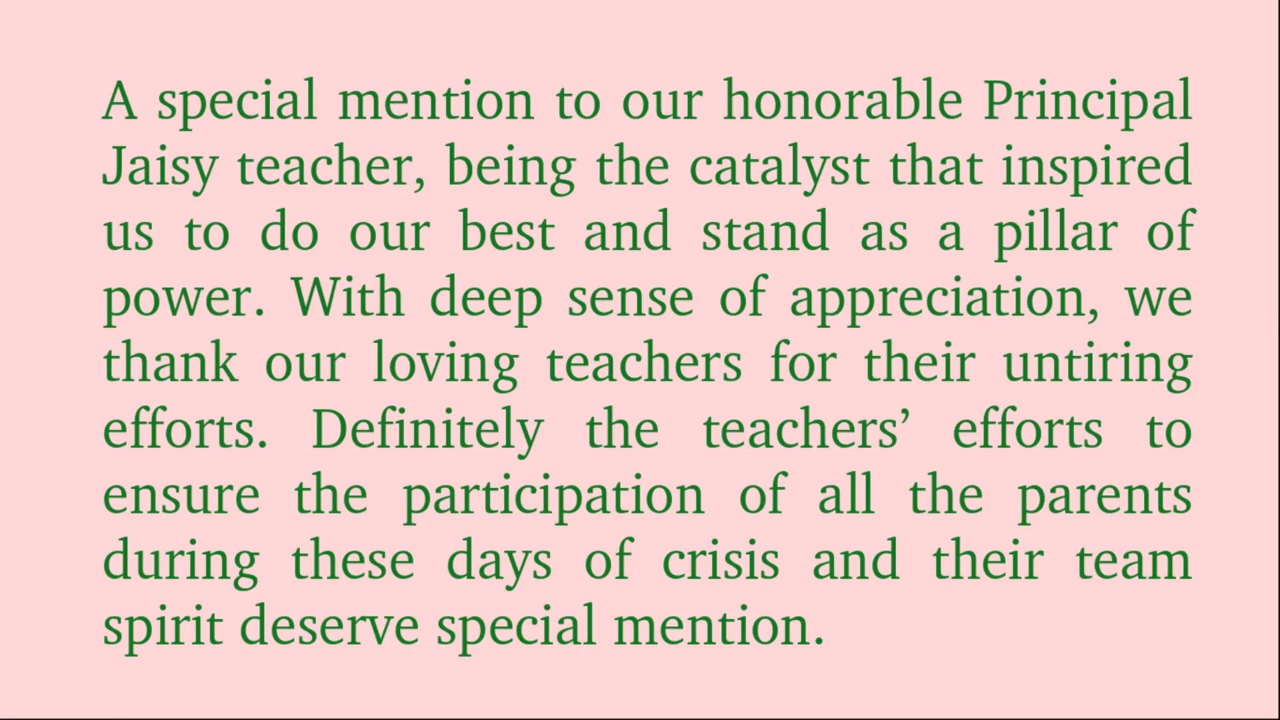 A special mention to our honorable Principal
Jaisy teacher, being the catalyst that inspired
us to do our best and stand as a pillar of
power. With deep sense of appreciation, we
thank our loving teachers for their untiring
efforts. Definitely the teachers’ efforts to
ensure the participation of all the parents
during these days of crisis and their team
spirit deserve special mention.